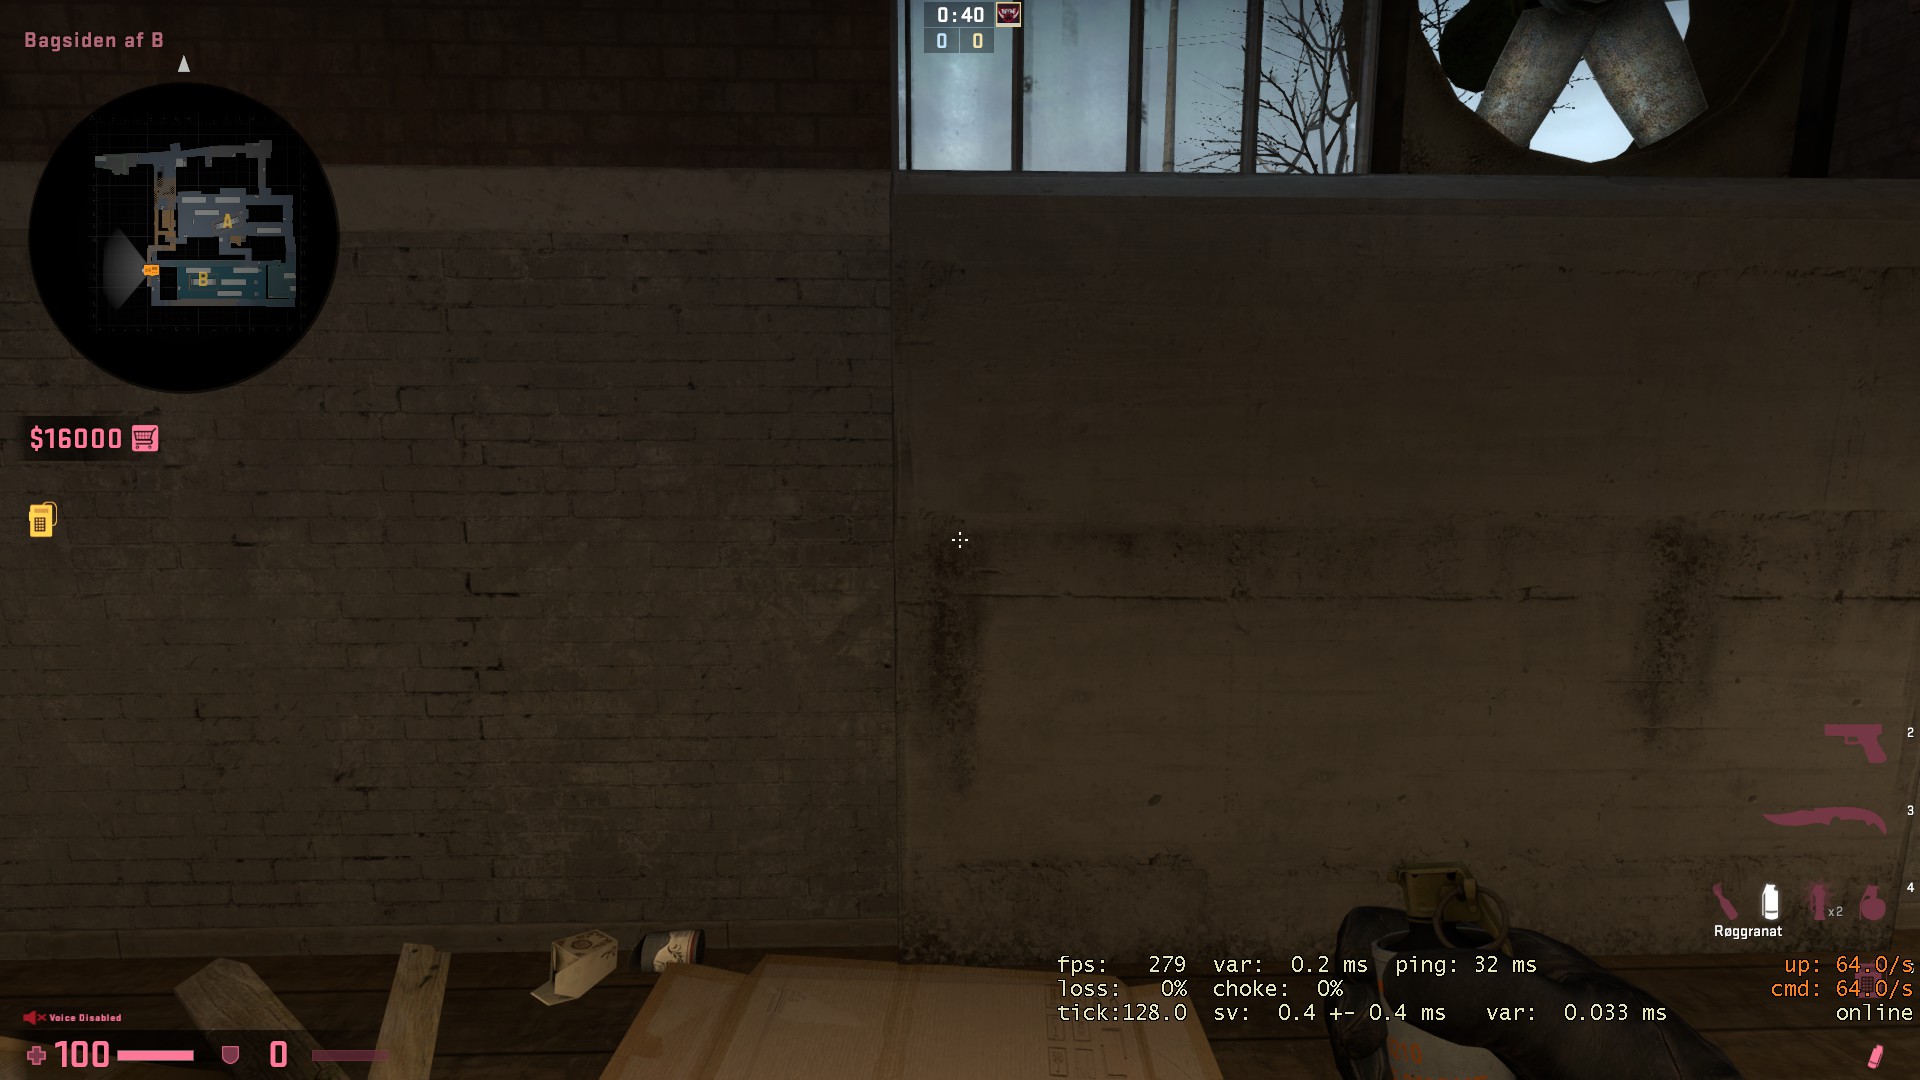 Bagsiden af B
0:40
0 0
A
B
$16000
2
3
4
x2
Røggranat
fps: 279 var: 0.2 ms ping: 32 ms
loss: 0% choke: 0%
tick:128.0 sv: 0.4 +- 0.4 ms var: 0.033 ms
up: 64.0/s
cmd: 64.0/s
online
Voice Disabled
100
0